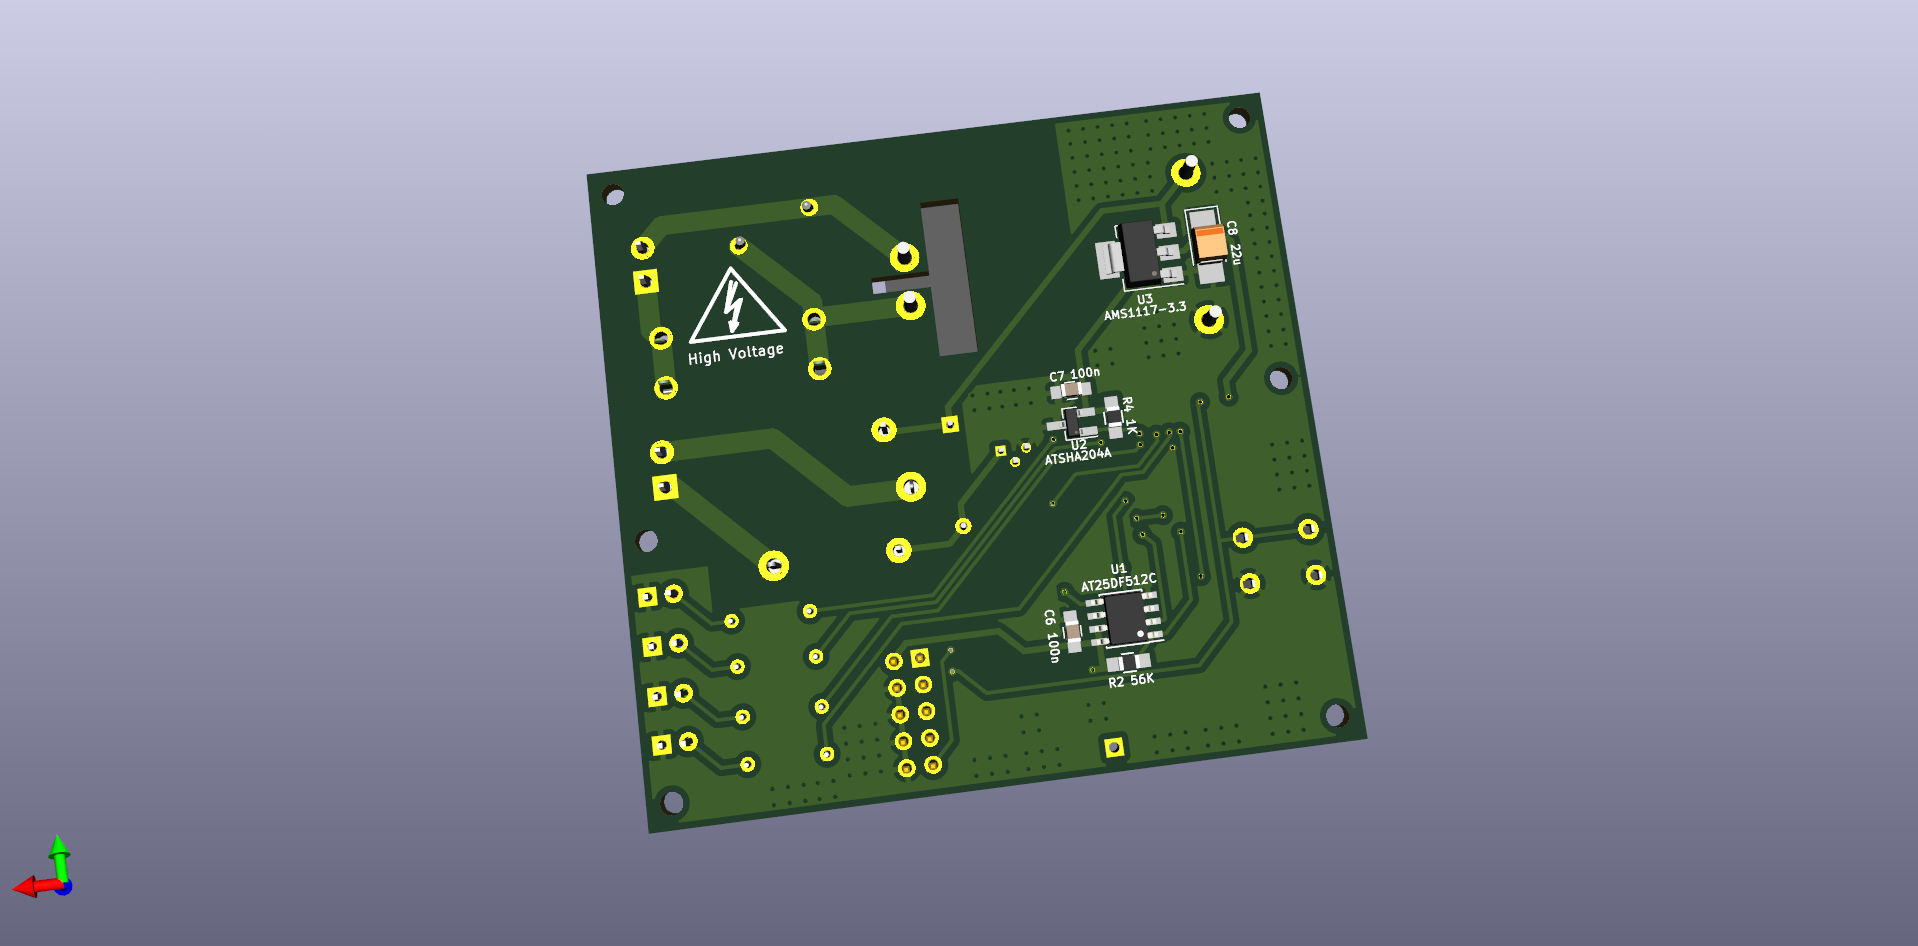 C8 22u
U3
AMS1117-3.3
High Voltage
C7 100n
R4 1K
U2
ATSHA204A
U1
AT25DF512C
C6 100n
R2 56K